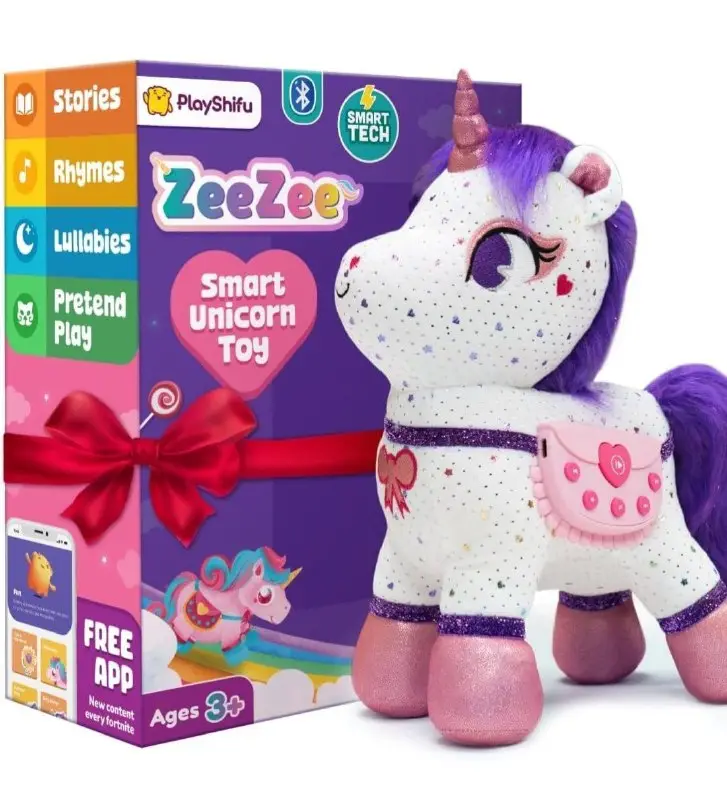 Stories
Rhymes
Lullabies
Pretend
Play
PlayShifu
SMART
TECH
ZeeZee
Smart
Unicorn
Toy
FREE
APP
New content
every fortnite
Ages 3+